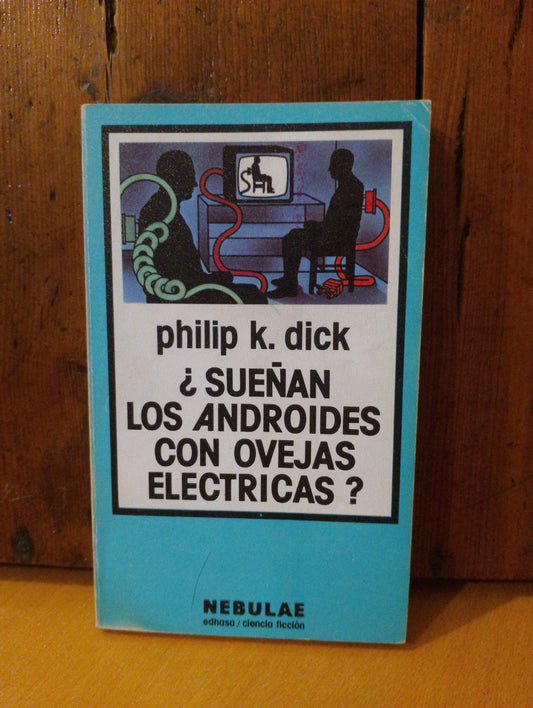 philip k. dick
¿ SUEÑAN
LOS ANDROIDES
CON OVEJAS
ELECTRICAS ?
NEBULAE
edhasa / ciencia ficción